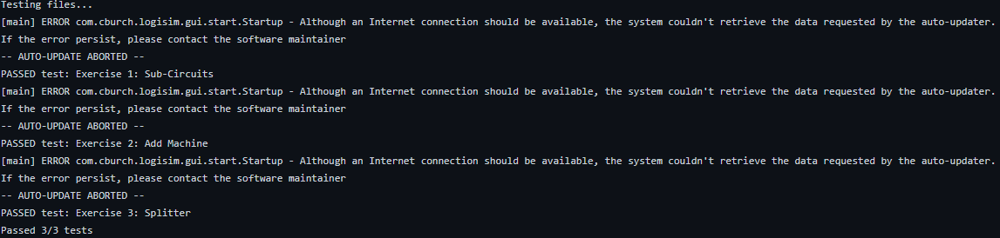 Testing files...
[main] ERROR com.cburch.logisim.gui.start.Startup - Although an Internet connection should be available, the system couldn't retrieve the data requested by the auto-updater.
If the error persist, please contact the software maintainer
-- AUTO-UPDATE ABORTED --
PASSED test: Exercise 1: Sub-Circuits
[main] ERROR com.cburch.logisim.gui.start.Startup - Although an Internet connection should be available, the system couldn't retrieve the data requested by the auto-updater.
If the error persist, please contact the software maintainer
-- AUTO-UPDATE ABORTED --
PASSED test: Exercise 2: Add Machine
[main] ERROR com.cburch.logisim.gui.start.Startup - Although an Internet connection should be available, the system couldn't retrieve the data requested by the auto-updater.
If the error persist, please contact the software maintainer
-- AUTO-UPDATE ABORTED --
PASSED test: Exercise 3: Splitter
Passed 3/3 tests